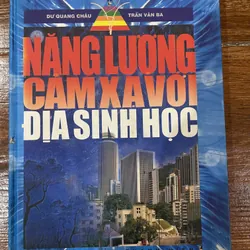 DƯ QUANG CHÂU
TRẦN VĂN BA
NĂNG LƯỢNG
CẢM XẠ VỚI
ĐỊA SINH HỌC